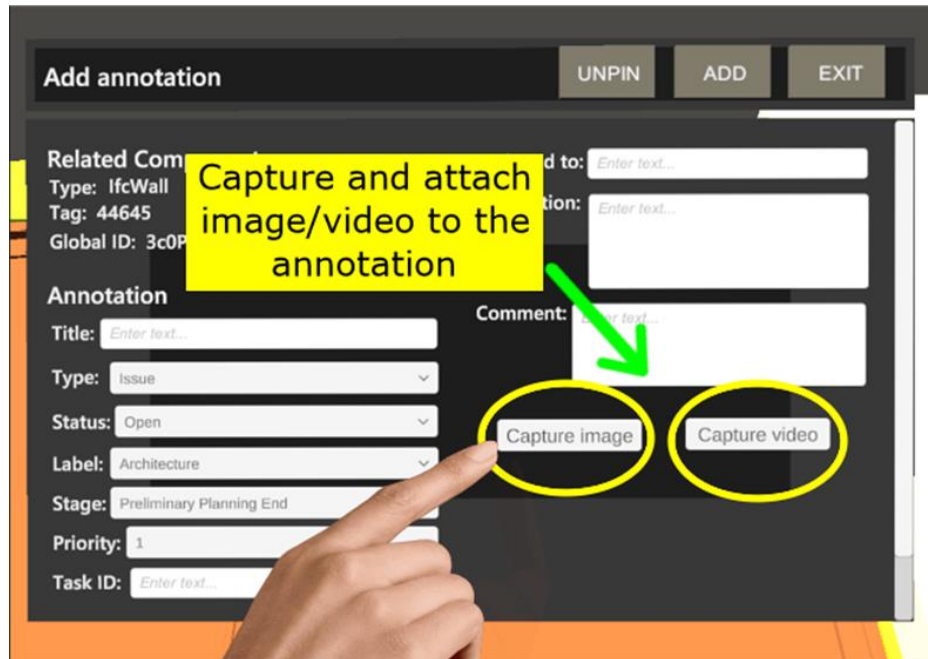 Add annotation
UNPIN
ADD
EXIT
Related Com
Type: IfcWall
Tag: 44645
Global ID: 3c0P
Capture and attach
image/video to the
annotation
d to: Enter text...
tion: Enter text...
Annotation
Title: Enter text...
Type: Issue
Status: Open
Label: Architecture
Stage: Preliminary Planning End
Priority: 1
Task ID: Enter text...
Comment:
Capture image
Capture video